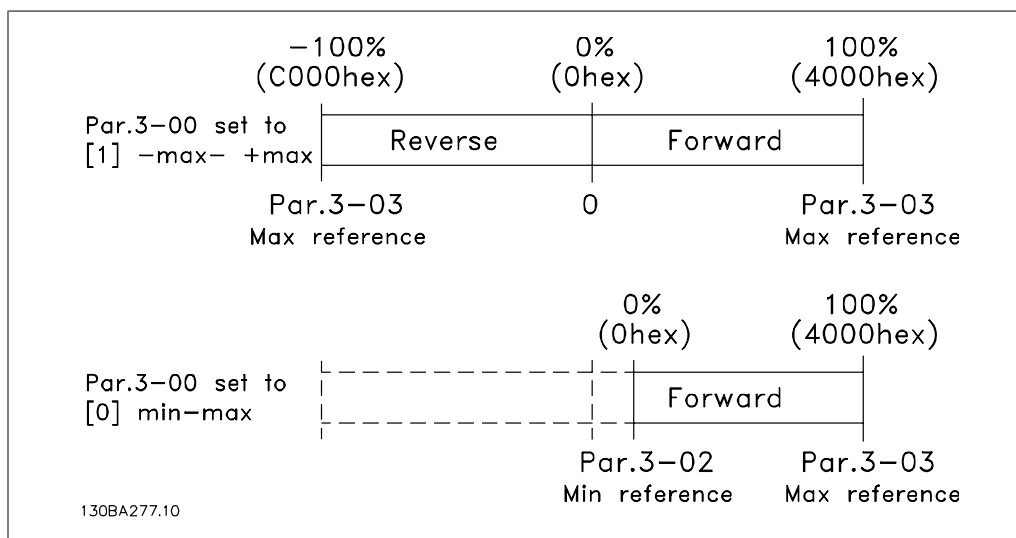 -100% 0% 100%
(C000hex) (0hex) (4000hex)
Par.3-00 set to
[1] -max- +max
Reverse Forward
Par.3-03 0 Par.3-03
Max reference Max reference
0% 100%
(0hex) (4000hex)
Par.3-00 set to
[0] min-max
Forward
Par.3-02 Par.3-03
Min reference Max reference
130BA277.10